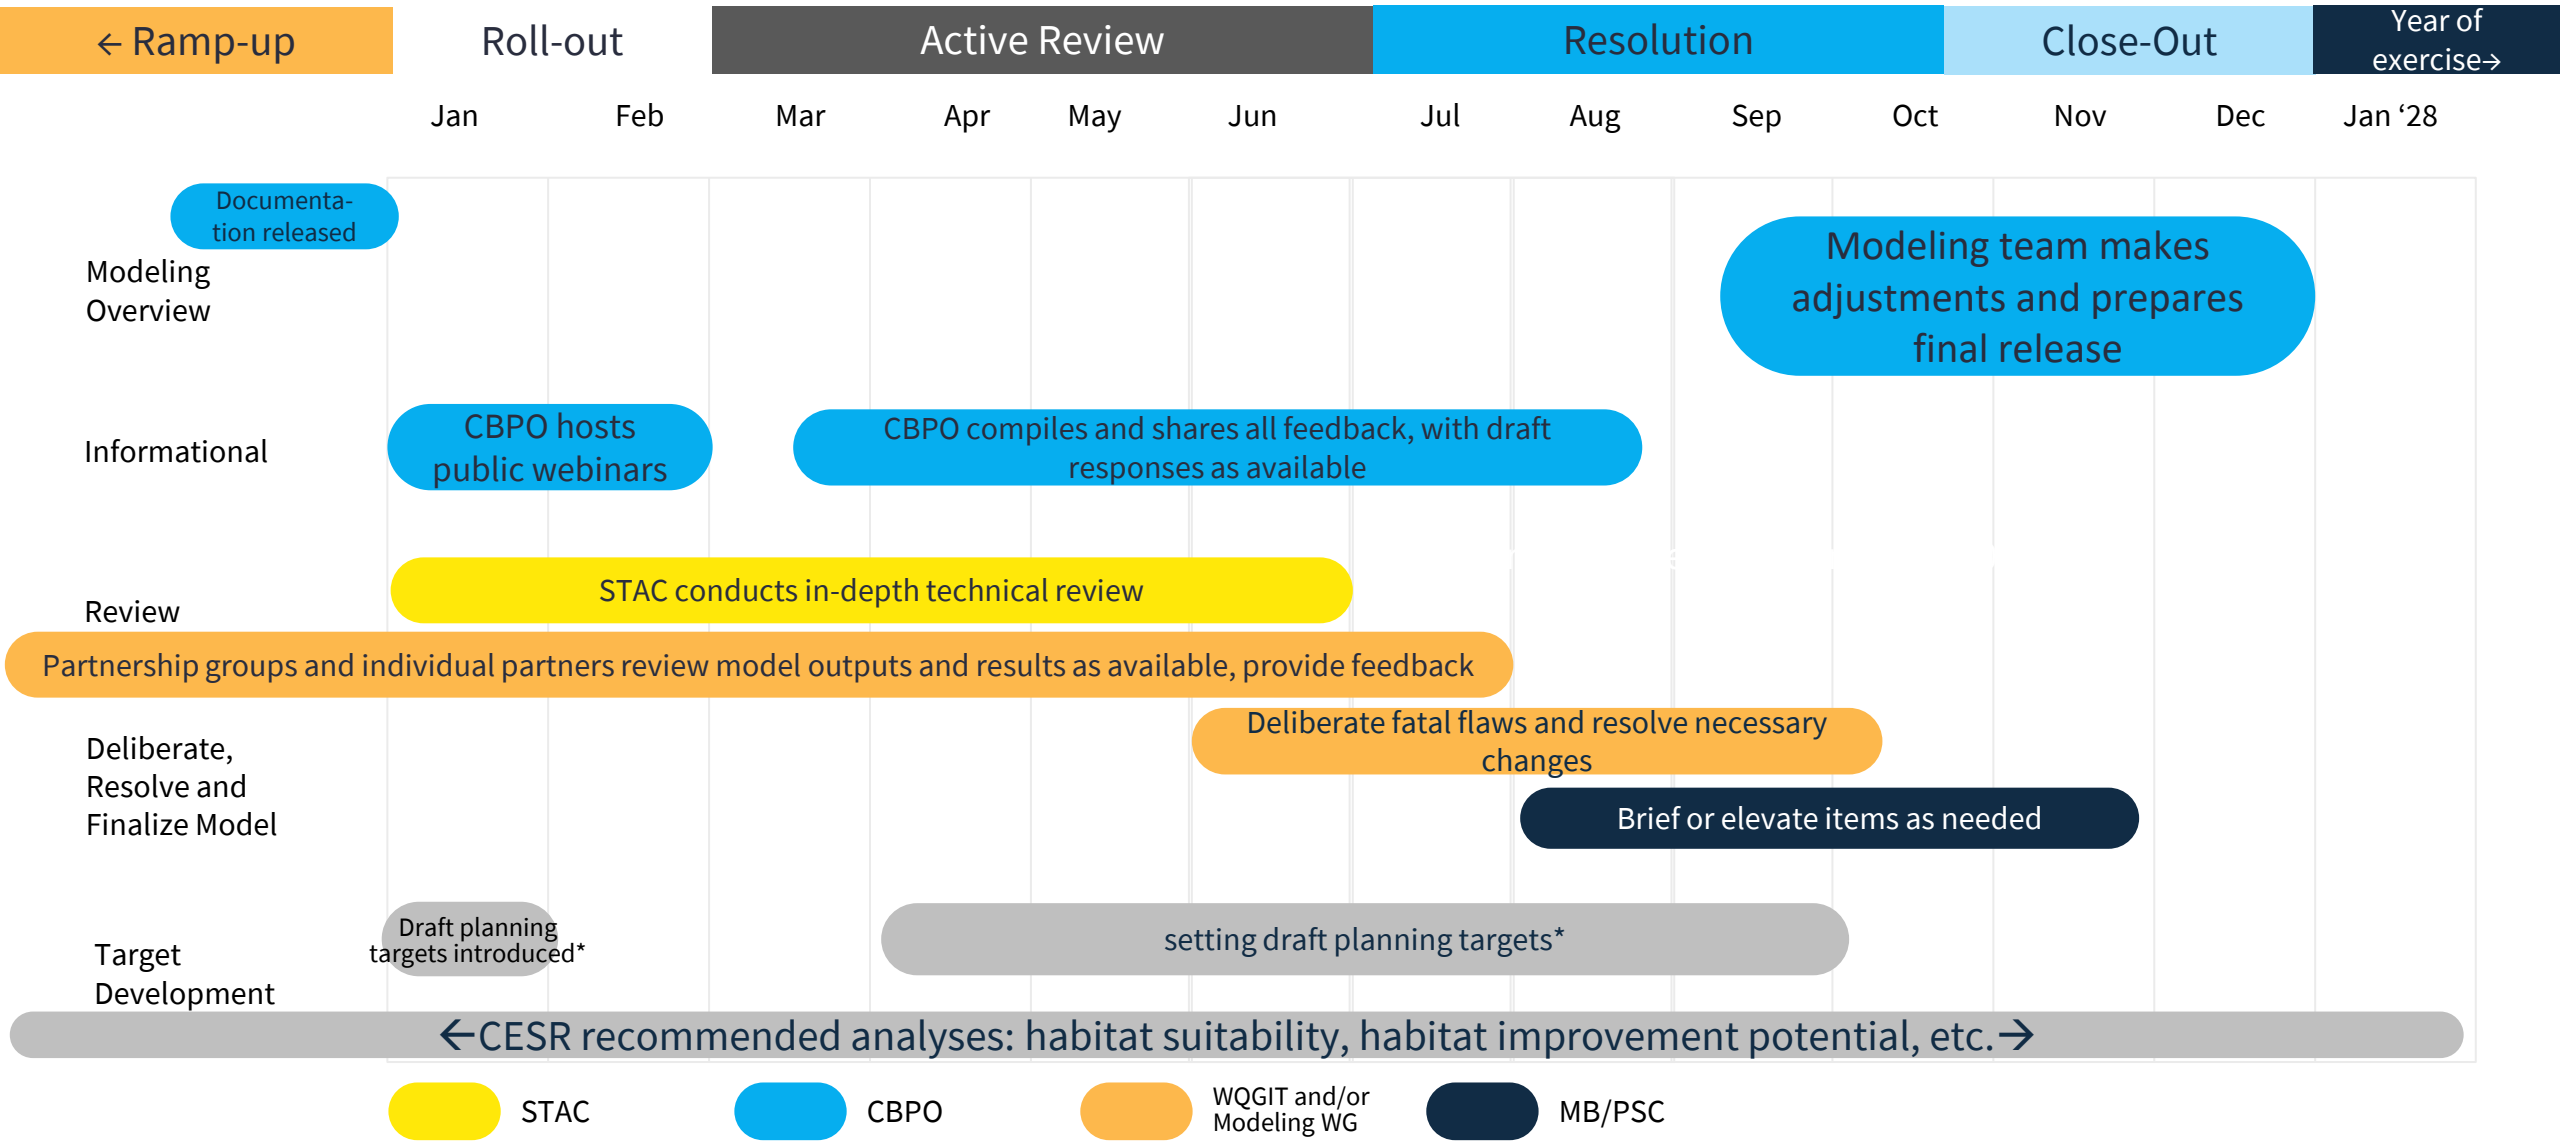 ← Ramp-up
Roll-out
Active Review
Resolution
Close-Out
Year of
exercise→
Jan
Feb
Mar
Apr
May
Jun
Jul
Aug
Sep
Oct
Nov
Dec
Jan ‘28
Documenta-
tion released
Modeling
Overview
Modeling team makes
adjustments and prepares
final release
Informational
CBPO hosts
public webinars
CBPO compiles and shares all feedback, with draft
responses as available
Review
STAC conducts in-depth technical review
Partnership groups and individual partners review model outputs and results as available, provide feedback
Deliberate,
Resolve and
Finalize Model
Deliberate fatal flaws and resolve necessary
changes
Brief or elevate items as needed
Target
Development
Draft planning
targets introduced*
setting draft planning targets*
←CESR recommended analyses: habitat suitability, habitat improvement potential, etc.→
STAC
CBPO
WQGIT and/or
Modeling WG
MB/PSC